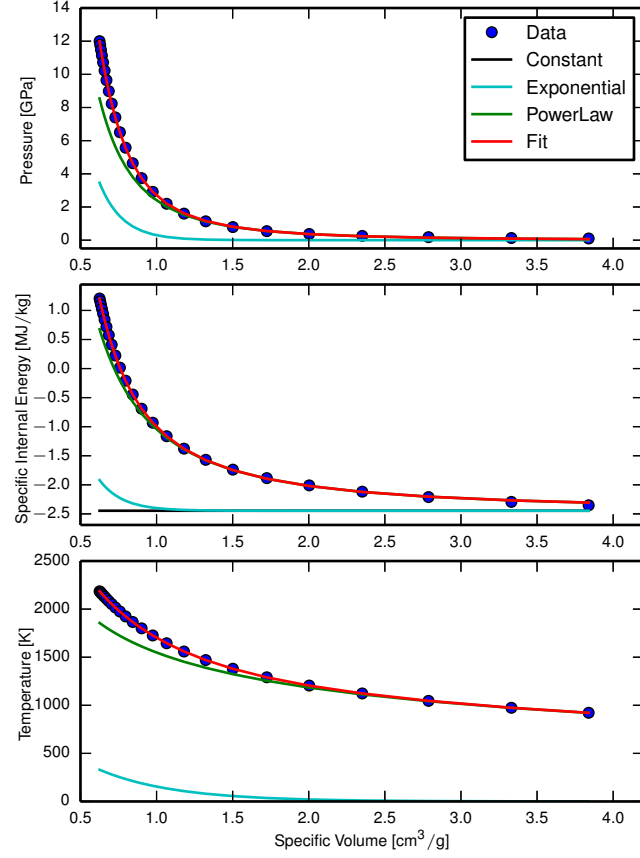 14
12
10
8
6
4
2
0
Pressure [GPa]
Data
Constant
Exponential
PowerLaw
Fit
0.5 1.0 1.5 2.0 2.5 3.0 3.5 4.0
1.0
0.5
0.0
−0.5
−1.0
−1.5
−2.0
−2.5
Specific Internal Energy [MJ/kg]
0.5 1.0 1.5 2.0 2.5 3.0 3.5 4.0
2500
2000
1500
1000
500
0
Temperature [K]
0.5 1.0 1.5 2.0 2.5 3.0 3.5 4.0
Specific Volume [cm³/g]